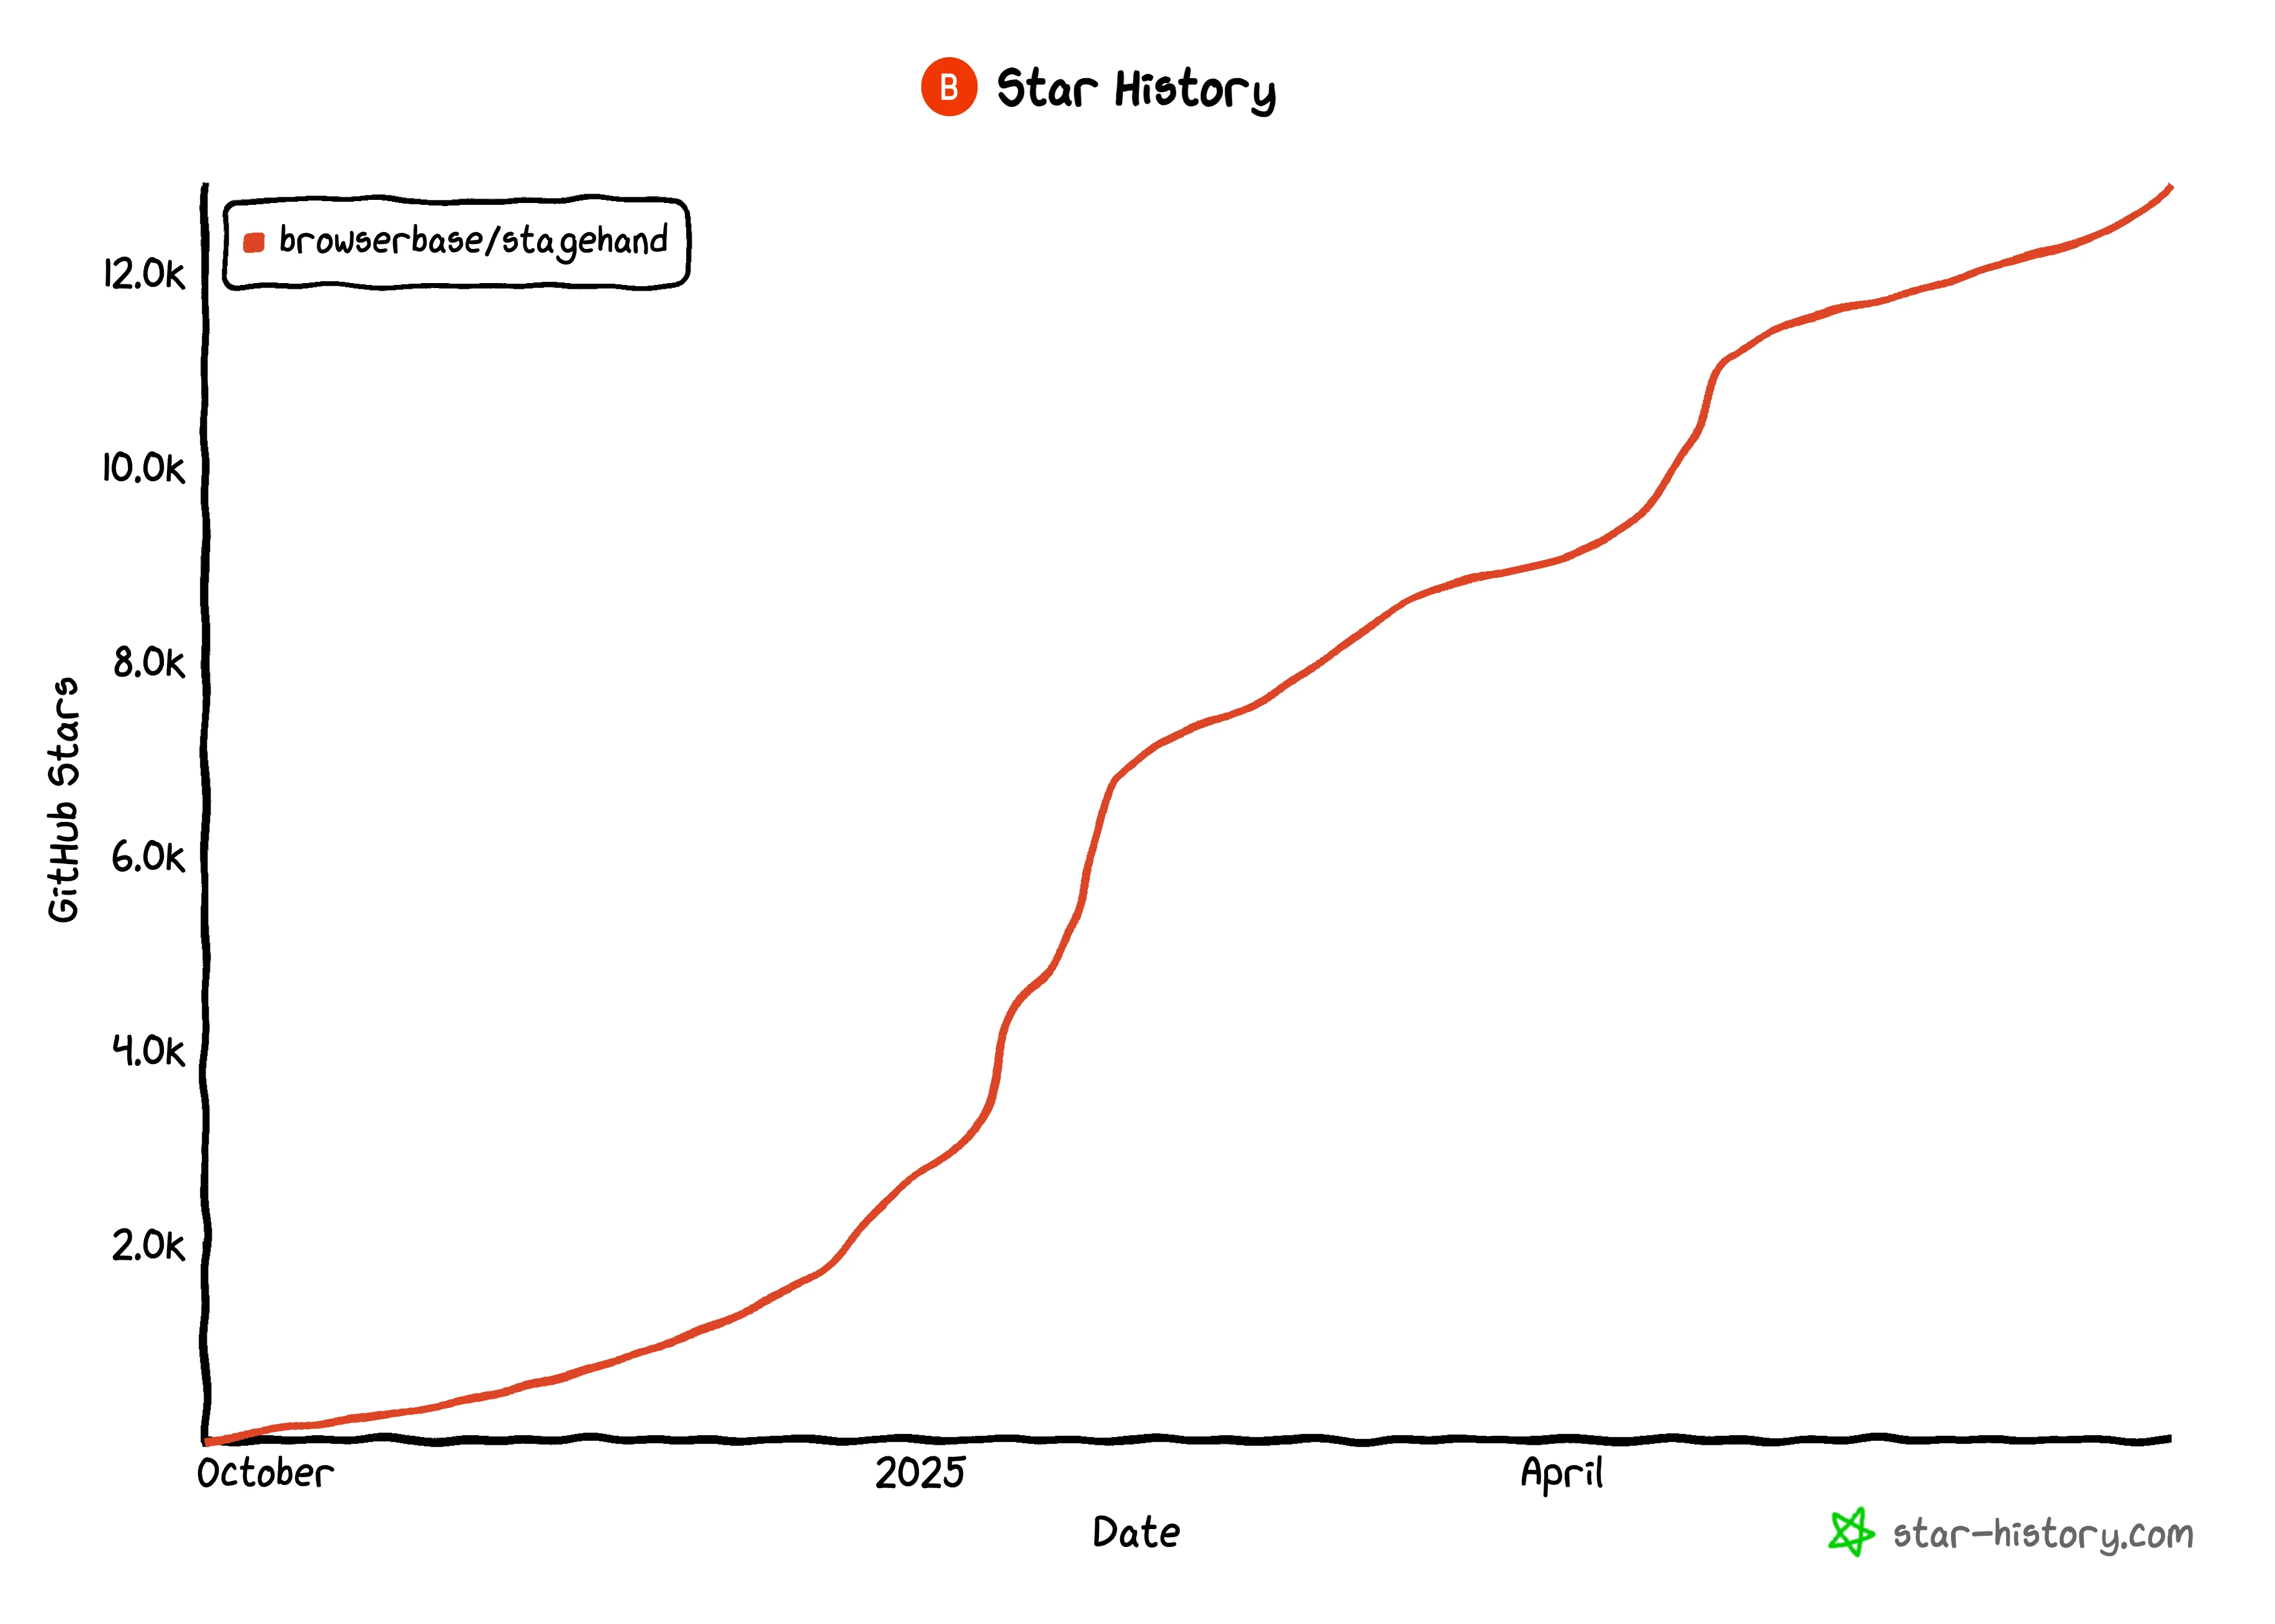 B Star History
browserbase/stagehand
12.0K
10.0K
8.0K
6.0K
4.0K
2.0K
GitHub Stars
October 2025 April
Date
star-history.com